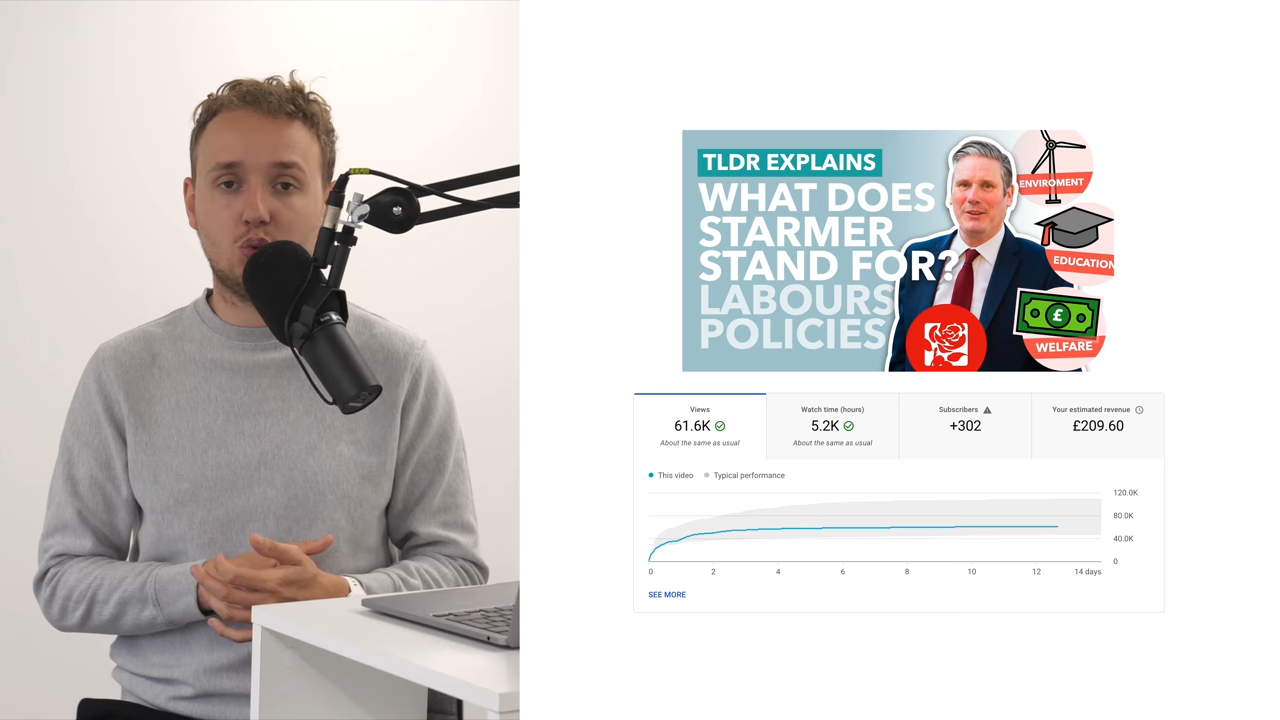 TLDR EXPLAINS
WHAT DOES
STARMER
STAND FOR?
LABOURS
POLICIES
ENVIROMENT
EDUCATION
£
WELFARE
Views
61.6K
About the same as usual
Watch time (hours)
5.2K
About the same as usual
Subscribers
+302
Your estimated revenue
£209.60
This video
Typical performance
120.0K
80.0K
40.0K
0
0 2 4 6 8 10 12 14 days
SEE MORE